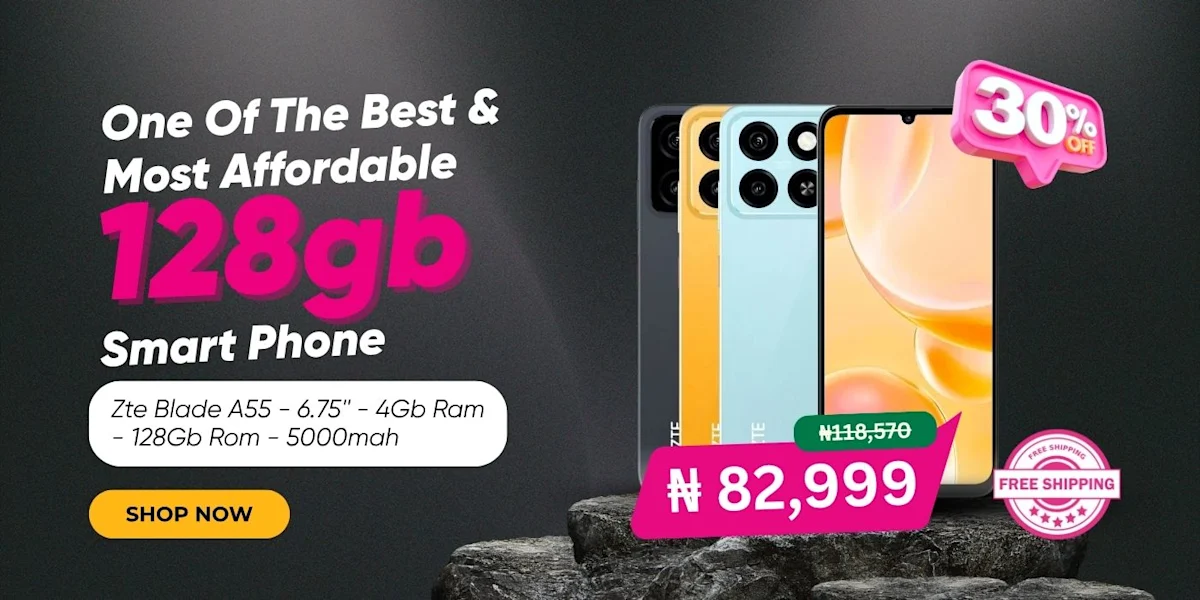 One Of The Best &
Most Affordable
128gb
Smart Phone
Zte Blade A55 - 6.75" - 4Gb Ram
- 128Gb Rom - 5000mah
SHOP NOW
30%
OFF
ZTE
ZTE
ZTE
₦118,570
₦ 82,999
FREE SHIPPING
FREE SHIPPING